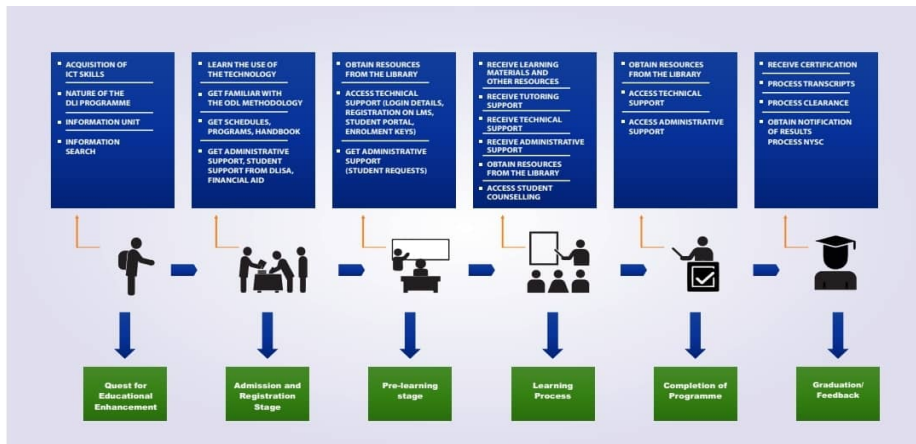 ACQUISITION OF
ICT SKILLS
NATURE OF THE
DLI PROGRAMME
INFORMATION UNIT
INFORMATION
SEARCH
LEARN THE USE OF
THE TECHNOLOGY
GET FAMILIAR WITH
THE ODL METHODOLOGY
GET SCHEDULES,
PROGRAMS, HANDBOOK
GET ADMINISTRATIVE
SUPPORT, STUDENT
SUPPORT FROM DLISA,
FINANCIAL AID
OBTAIN RESOURCES
FROM THE LIBRARY
ACCESS TECHNICAL
SUPPORT (LOGIN DETAILS,
REGISTRATION ON LMS,
STUDENT PORTAL,
ENROLMENT KEYS)
GET ADMINISTRATIVE
SUPPORT
(STUDENT REQUESTS)
RECEIVE LEARNING
MATERIALS AND
OTHER RESOURCES
RECEIVE TUTORING
SUPPORT
RECEIVE TECHNICAL
SUPPORT
RECEIVE ADMINISTRATIVE
SUPPORT
OBTAIN RESOURCES
FROM THE LIBRARY
ACCESS STUDENT
COUNSELLING
OBTAIN RESOURCES
FROM THE LIBRARY
ACCESS TECHNICAL
SUPPORT
ACCESS ADMINISTRATIVE
SUPPORT
RECEIVE CERTIFICATION
PROCESS TRANSCRIPTS
PROCESS CLEARANCE
OBTAIN NOTIFICATION
OF RESULTS
PROCESS NYSC
Quest for
Educational
Enhancement
Admission and
Registration
Stage
Pre-learning
stage
Learning
Process
Completion of
Programme
Graduation/
Feedback